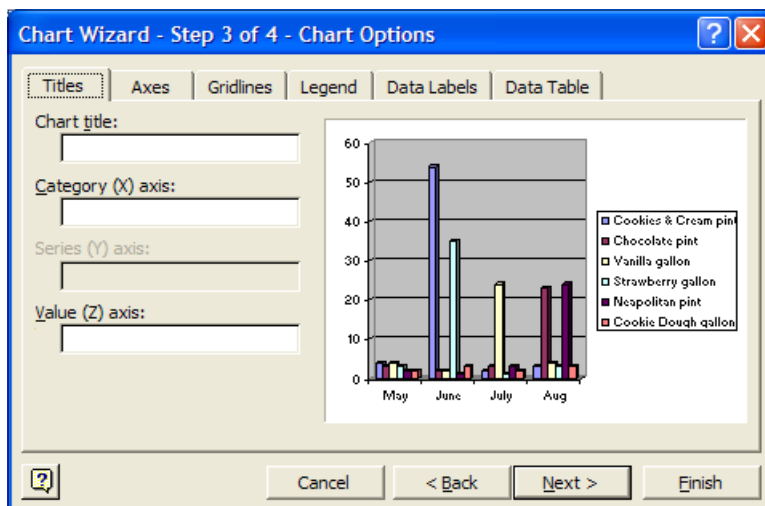 Chart Wizard - Step 3 of 4 - Chart Options
Titles Axes Gridlines Legend Data Labels Data Table
Chart title:
Category (X) axis:
Series (Y) axis:
Value (Z) axis:
60
50
40
30
20
10
0
May June July Aug
Cookies & Cream pint
Chocolate pint
Vanilla gallon
Strawberry gallon
Neapolitan pint
Cookie Dough gallon
Cancel < Back Next > Finish